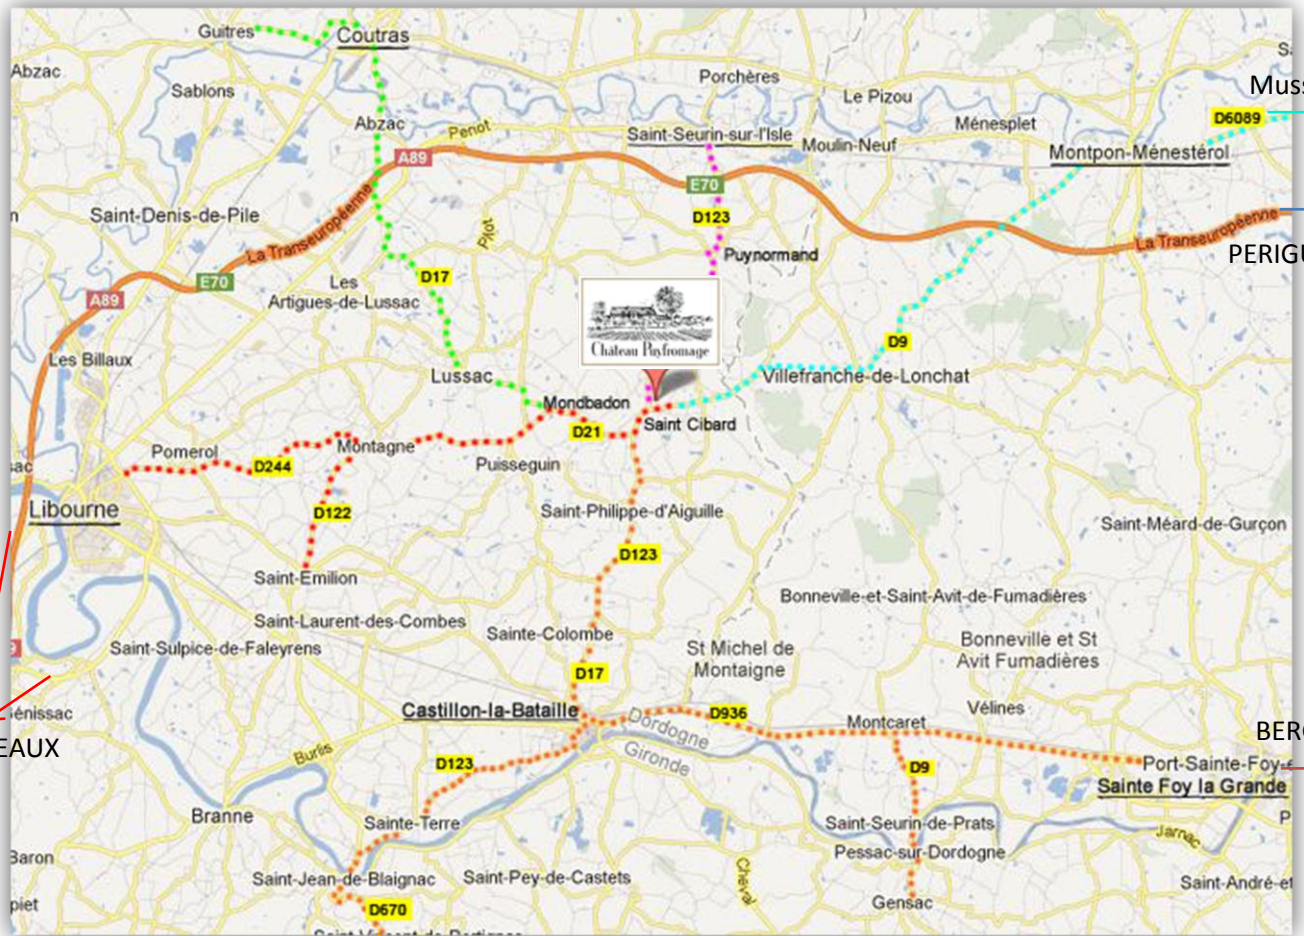 Guitres
Coutras
Abzac
Sablons
Porchères
Le Pizou
Abzac
Penot
Saint-Seurin-sur-l'Isle
Moulin-Neuf
Ménesplet
D6089
Montpon-Ménestérol
A89
E70
Saint-Denis-de-Pile
La Transeuropéenne
D123
La Transeuropéenne
Puynormand
D17
E70
A89
Les
Artigues-de-Lussac
Château Puyfromage
D9
Les Billaux
Lussac
Villefranche-de-Lonchat
Mondbadon
D21
Saint Cibard
Pomerol
Montagne
D244
Puisseguin
Libourne
D122
Saint-Philippe-d'Aiguille
Saint-Méard-de-Gurçon
D123
Saint-Emilion
Bonneville-et-Saint-Avit-de-Fumadières
Saint-Laurent-des-Combes
Sainte-Colombe
Saint-Sulpice-de-Faleyrens
St Michel de
Montaigne
Bonneville et St
Avit Fumadières
D17
Castillon-la-Bataille
D936
Dordogne
Gironde
Montcaret
Vélines
Burlis
D123
D9
Port-Sainte-Foy-e
Sainte Foy la Grande
Branne
Sainte-Terre
Saint-Seurin-de-Prats
Pessac-sur-Dordogne
Jarnac
Saint-Jean-de-Blaignac
Saint-Pey-de-Castets
Cheval
Gensac
Saint-André-et
D670
Baron